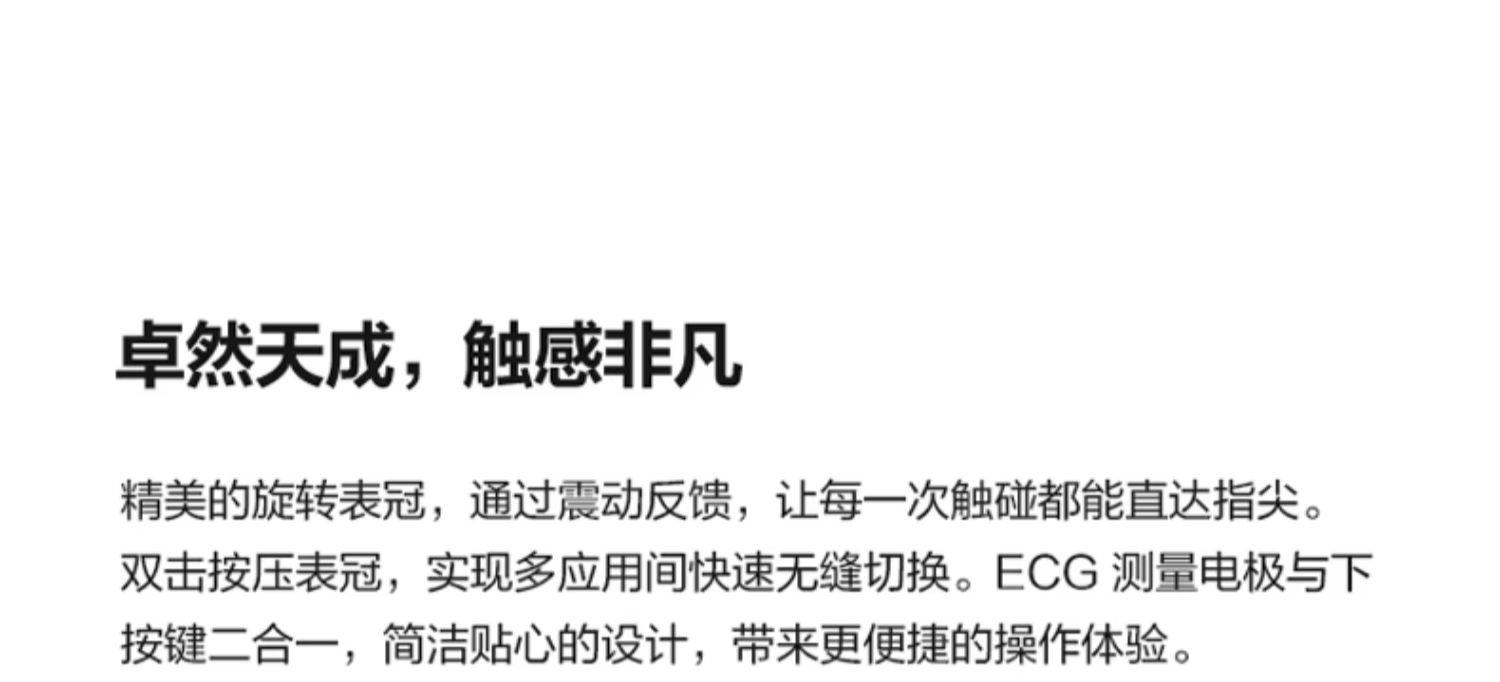 卓然天成，触感非凡
精美的旋转表冠，通过震动反馈，让每一次触碰都能直达指尖。
双击按压表冠，实现多应用间快速无缝切换。ECG 测量电极与下
按键二合一，简洁贴心的设计，带来更便捷的操作体验。